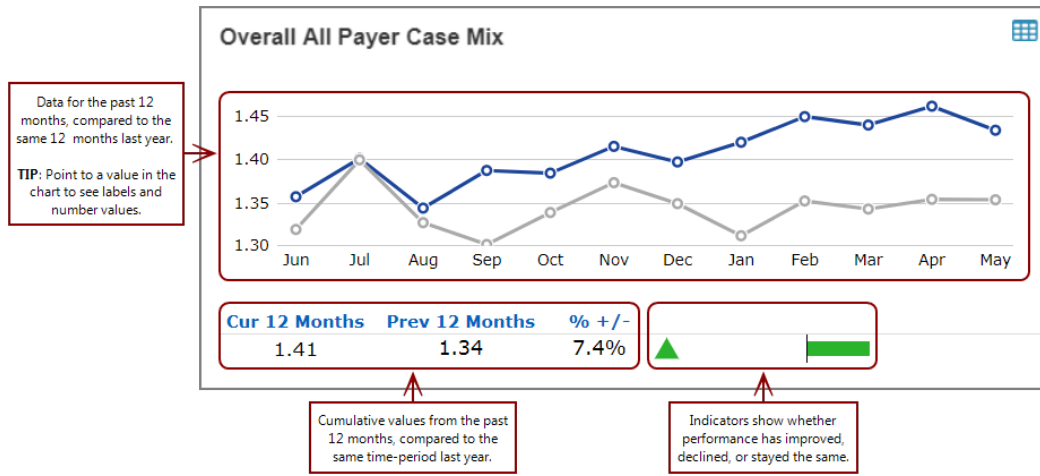 Overall All Payer Case Mix
Data for the past 12
months, compared to the
same 12 months last year.
TIP: Point to a value in the
chart to see labels and
number values.
1.45
1.40
1.35
1.30
Jun Jul Aug Sep Oct Nov Dec Jan Feb Mar Apr May
Cur 12 Months Prev 12 Months % +/-
1.41 1.34 7.4%
Cumulative values from the past
12 months, compared to the
same time-period last year.
Indicators show whether
performance has improved,
declined, or stayed the same.